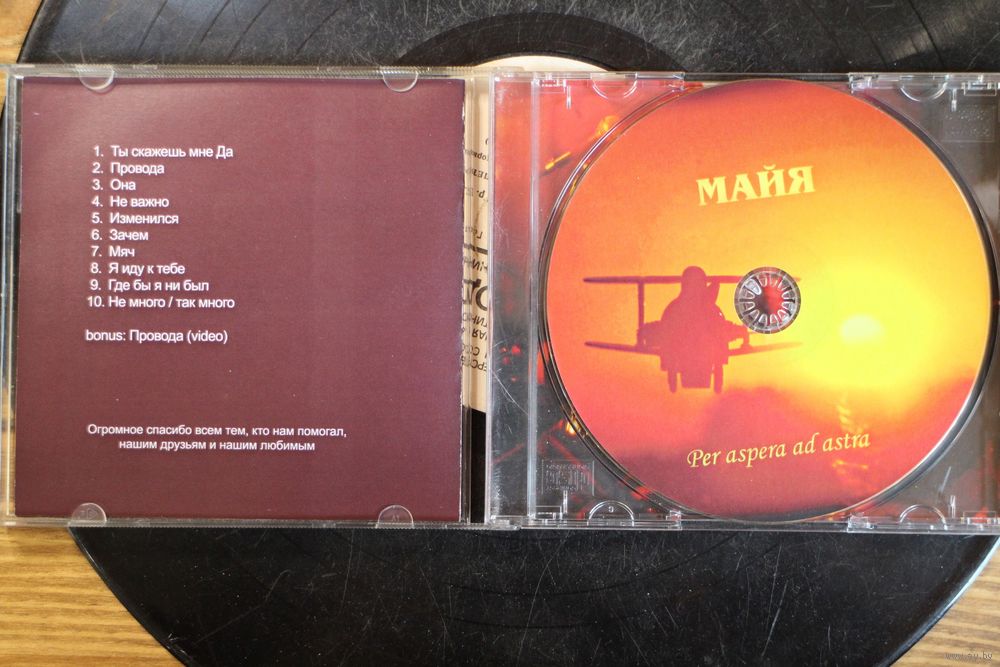 1. Ты скажешь мне Да
2. Провода
3. Она
4. Не важно
5. Изменился
6. Зачем
7. Мяч
8. Я иду к тебе
9. Где бы я ни был
10. Не много / так много
bonus: Провода (video)
Огромное спасибо всем тем, кто нам помогал,
нашим друзьям и нашим любимым
МАЙЯ
Per aspera ad astra